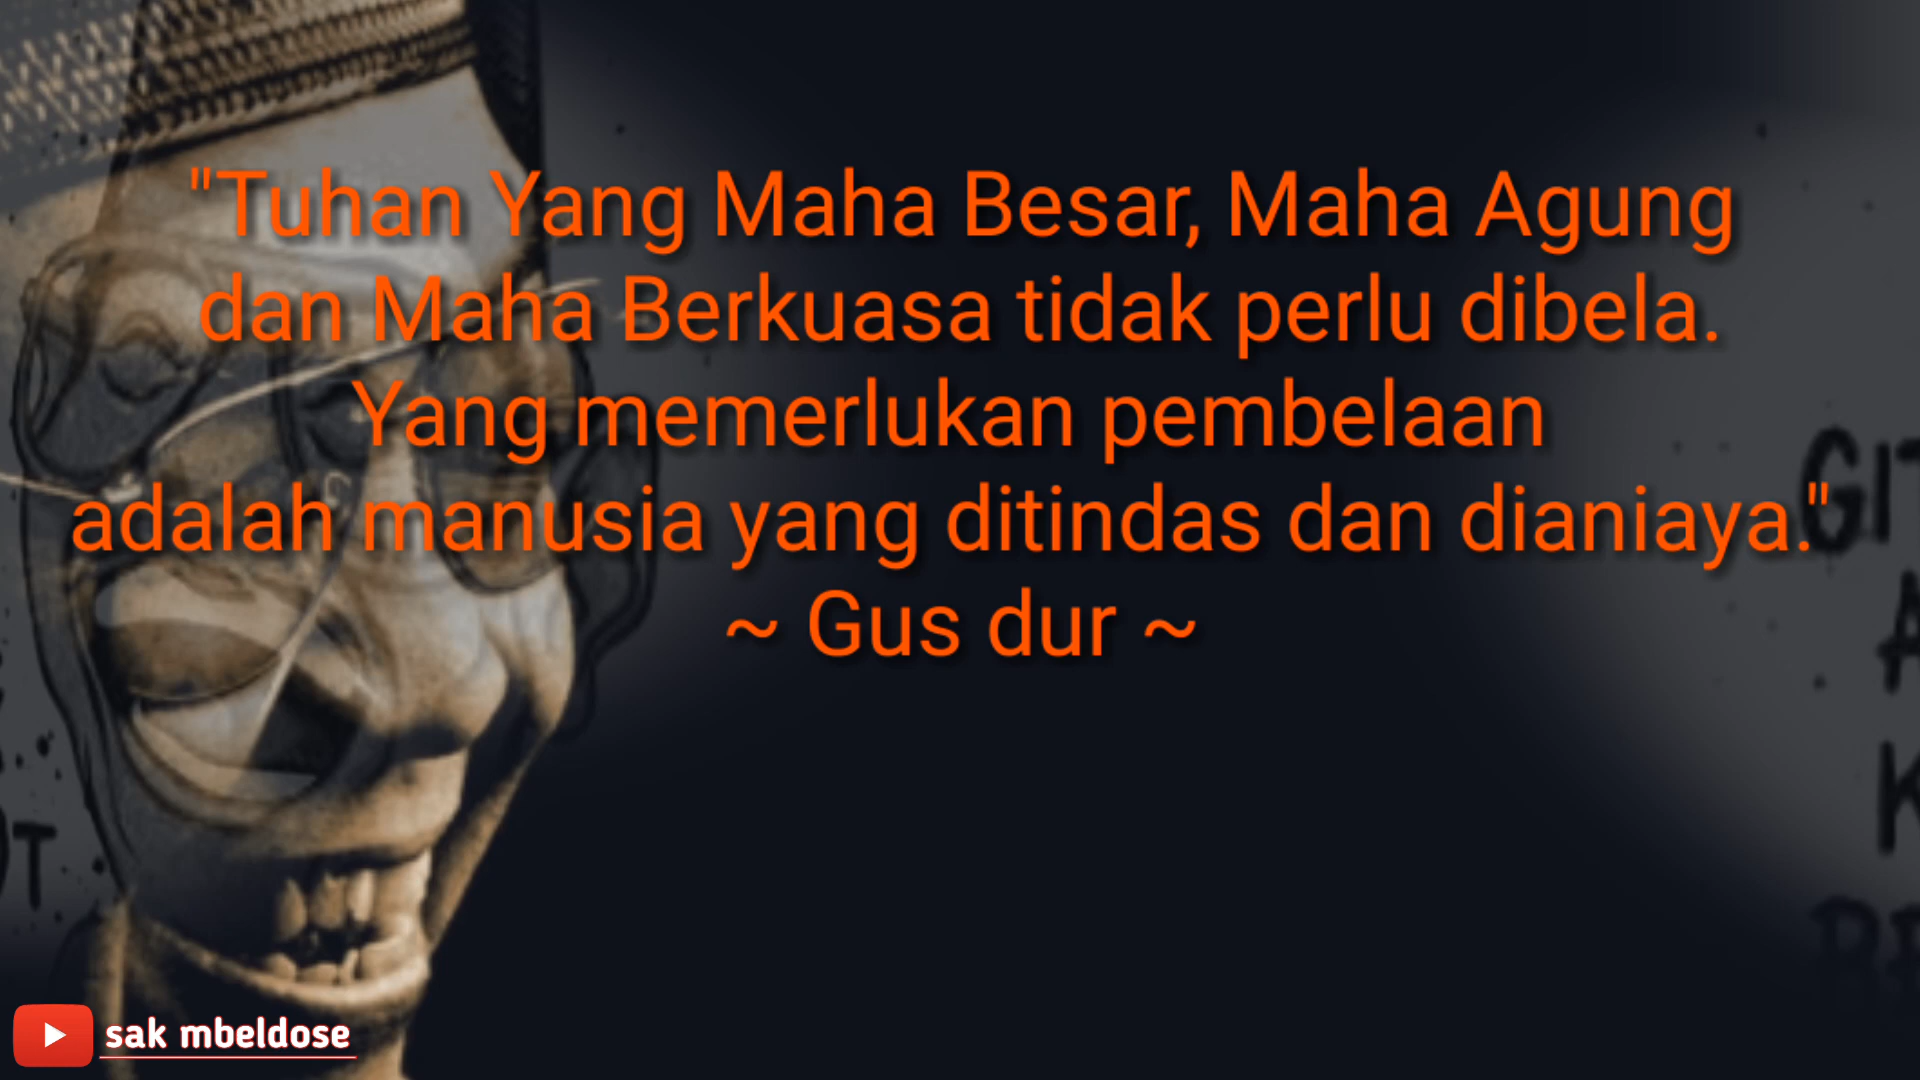 "Tuhan Yang Maha Besar, Maha Agung
dan Maha Berkuasa tidak perlu dibela.
Yang memerlukan pembelaan
adalah manusia yang ditindas dan dianiaya."
~ Gus dur ~
sak mbeldose